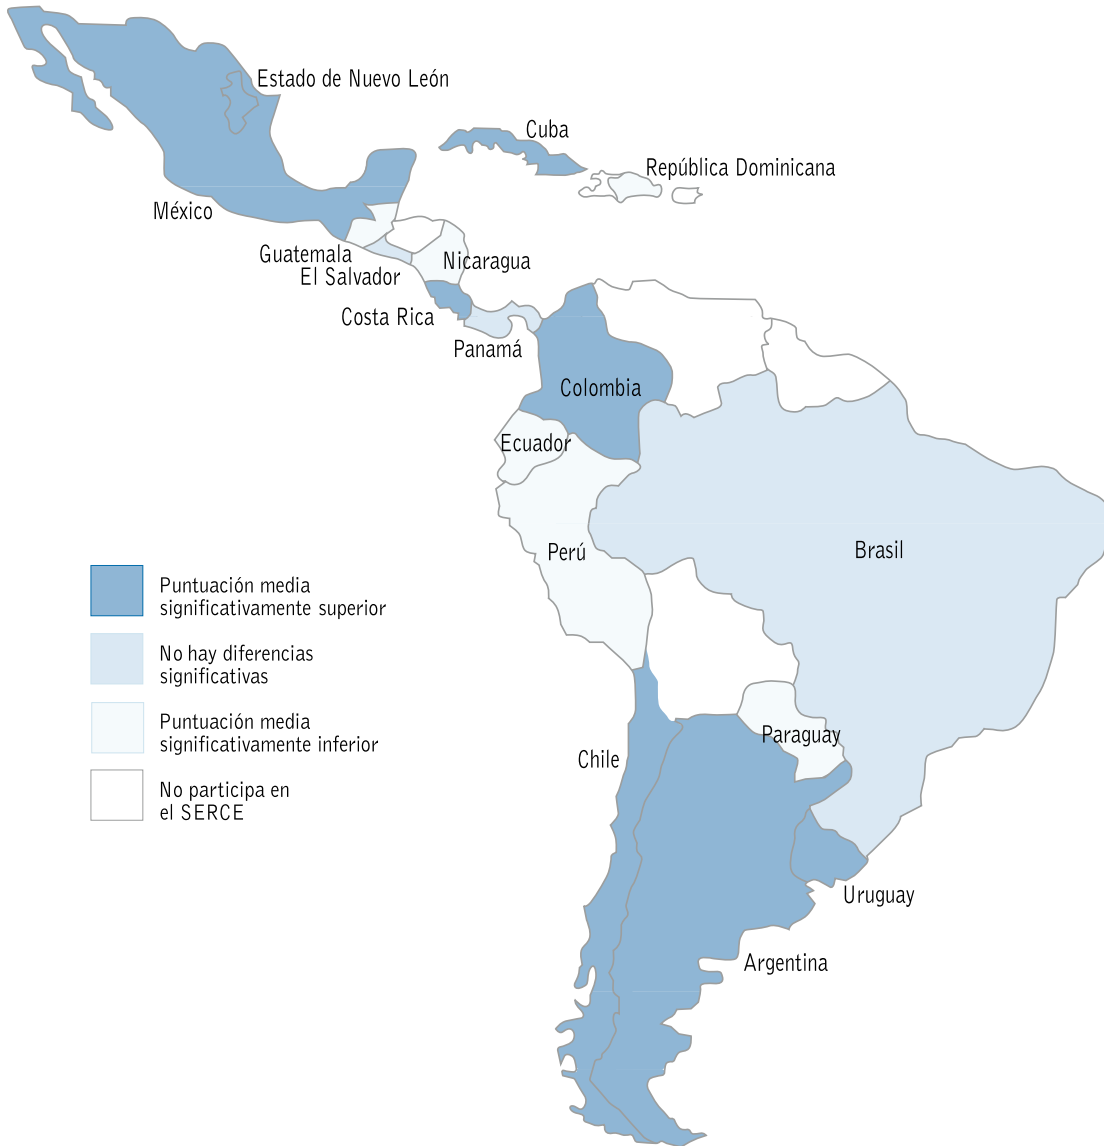 Estado de Nuevo León
Cuba
República Dominicana
México
Guatemala
El Salvador
Nicaragua
Costa Rica
Panamá
Colombia
Ecuador
Perú
Brasil
Puntuación media
significativamente superior
No hay diferencias
significativas
Puntuación media
significativamente inferior
No participa en
el SERCE
Paraguay
Chile
Uruguay
Argentina